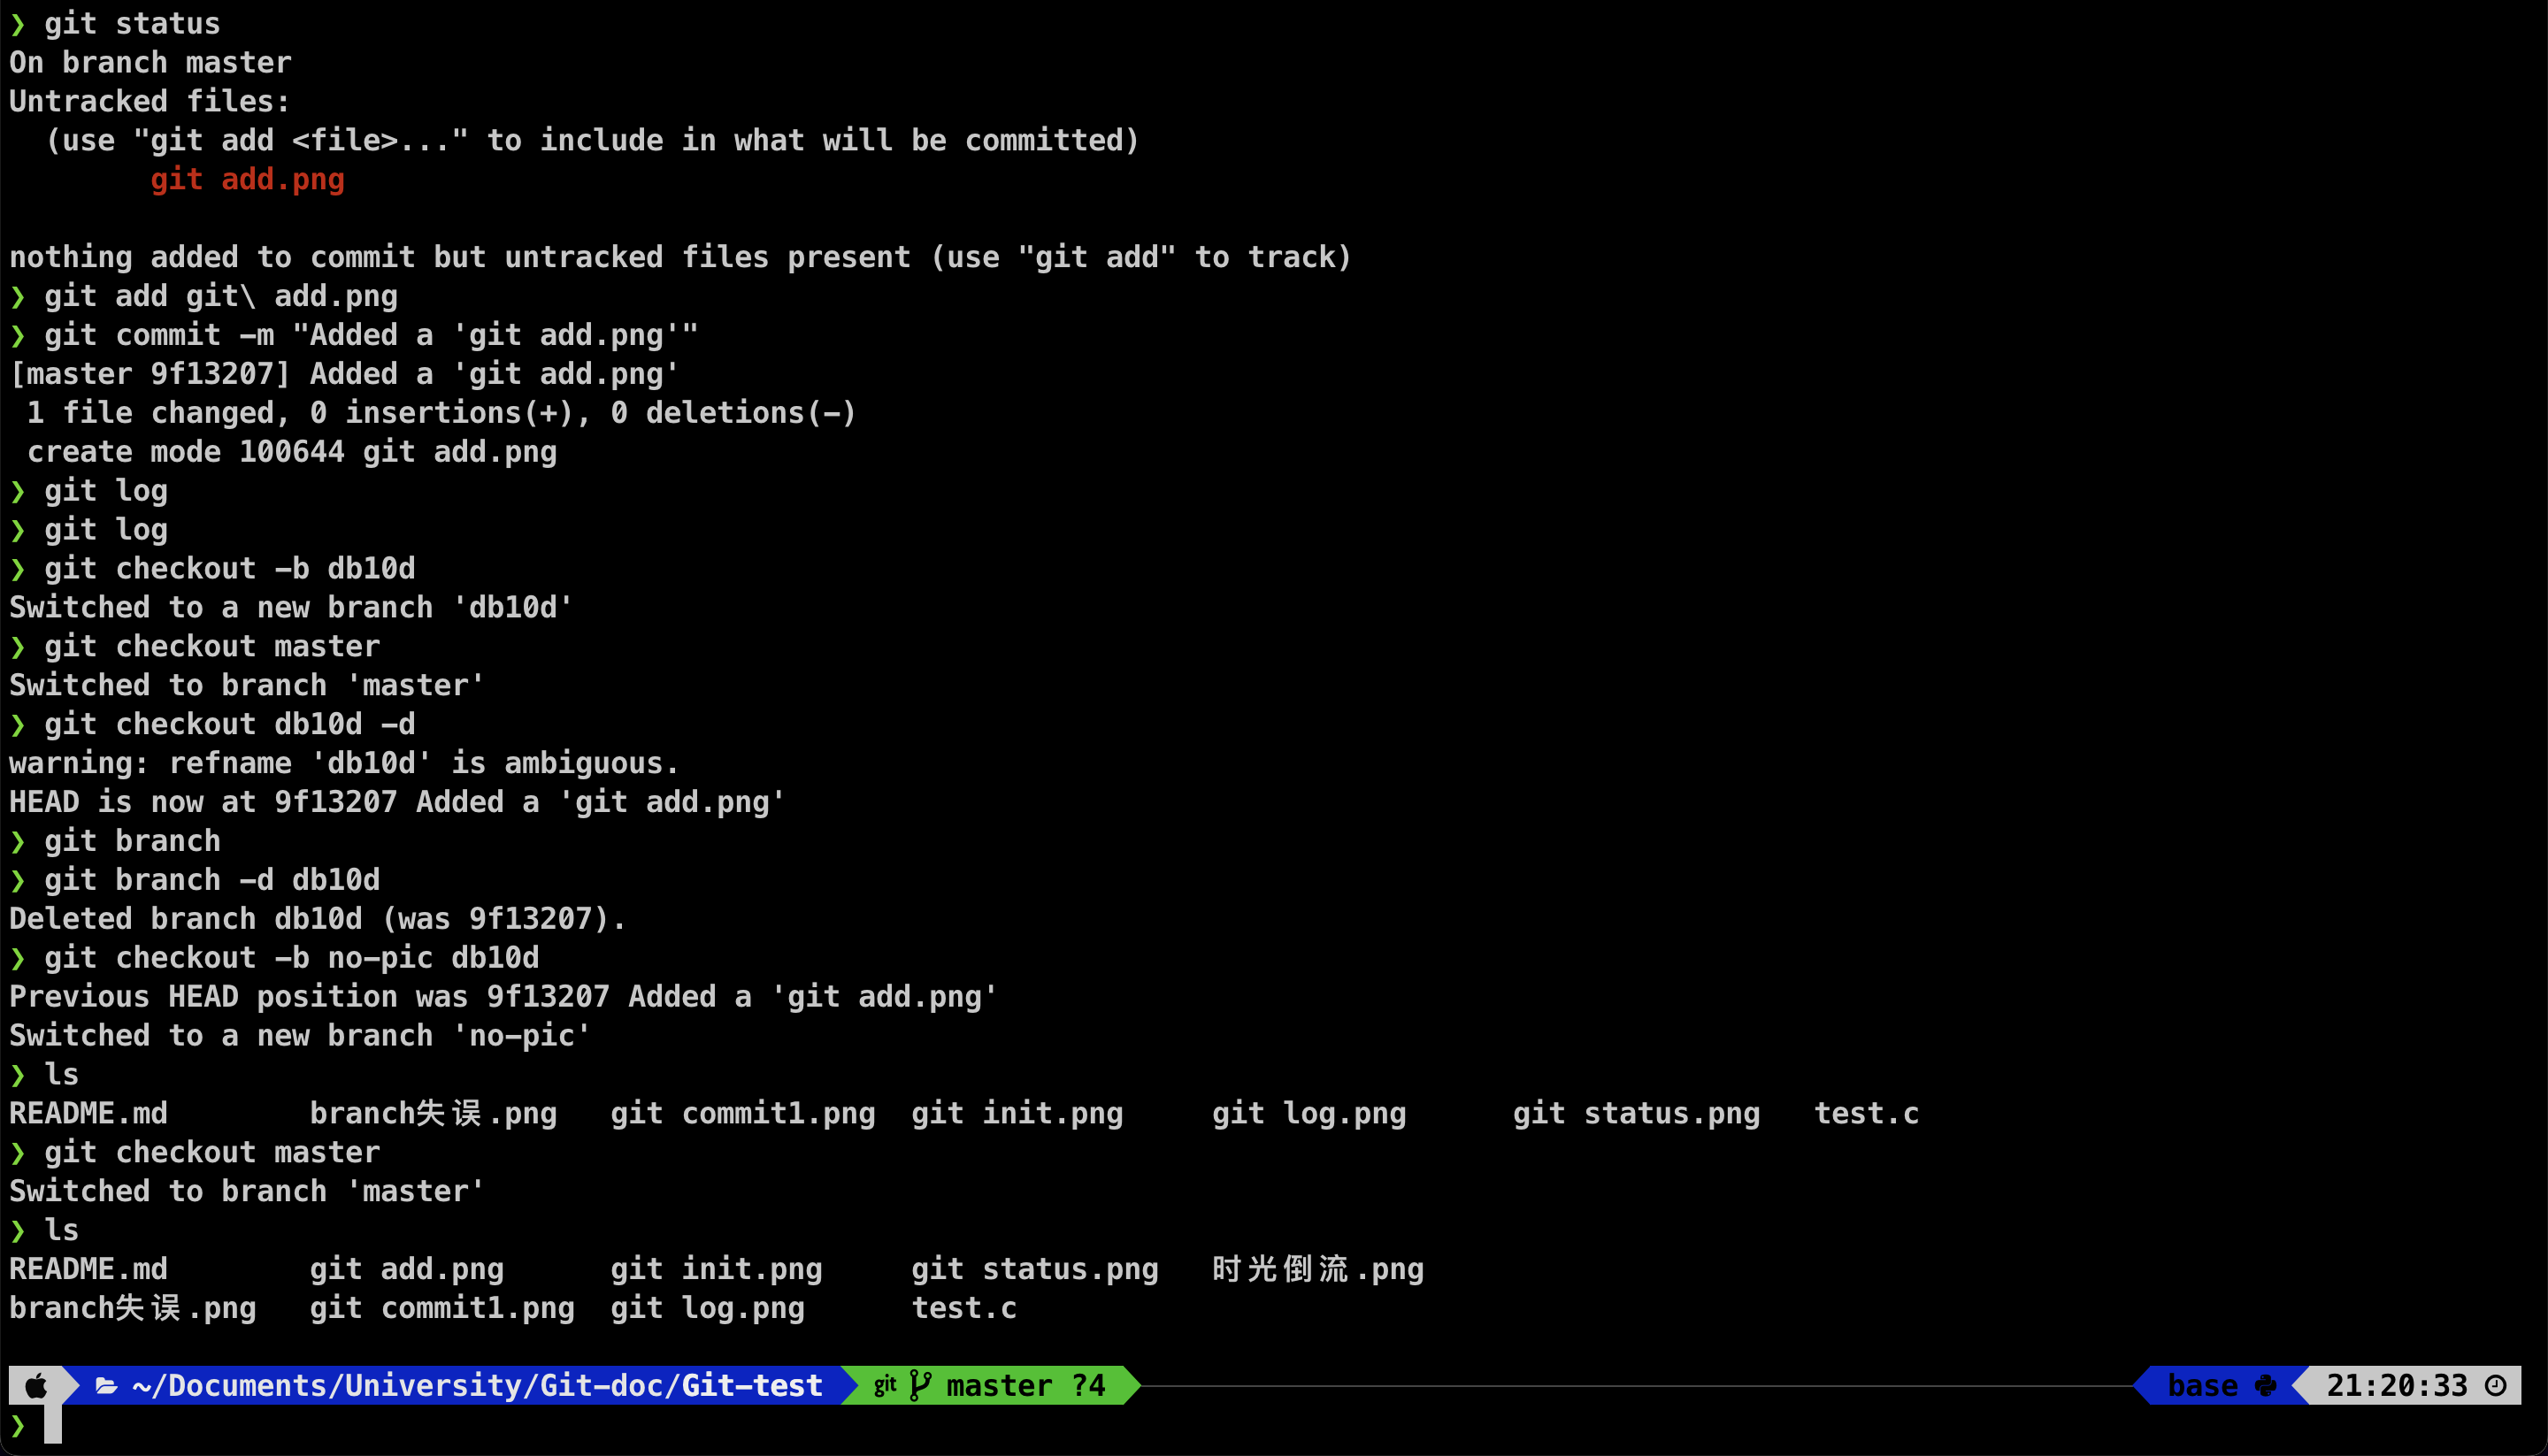 ❯ git status
On branch master
Untracked files:
  (use "git add <file>..." to include in what will be committed)
        git add.png

nothing added to commit but untracked files present (use "git add" to track)
❯ git add git\ add.png
❯ git commit -m "Added a 'git add.png'"
[master 9f13207] Added a 'git add.png'
 1 file changed, 0 insertions(+), 0 deletions(-)
 create mode 100644 git add.png
❯ git log
❯ git log
❯ git checkout -b db10d
Switched to a new branch 'db10d'
❯ git checkout master
Switched to branch 'master'
❯ git checkout db10d -d
warning: refname 'db10d' is ambiguous.
HEAD is now at 9f13207 Added a 'git add.png'
❯ git branch
❯ git branch -d db10d
Deleted branch db10d (was 9f13207).
❯ git checkout -b no-pic db10d
Previous HEAD position was 9f13207 Added a 'git add.png'
Switched to a new branch 'no-pic'
❯ ls
README.md        branch失误.png   git commit1.png  git init.png     git log.png      git status.png   test.c
❯ git checkout master
Switched to branch 'master'
❯ ls
README.md        git add.png      git init.png     git status.png   时光倒流.png
branch失误.png   git commit1.png  git log.png      test.c

~/Documents/University/Git-doc/Git-test git master ?4 base 21:20:33
❯